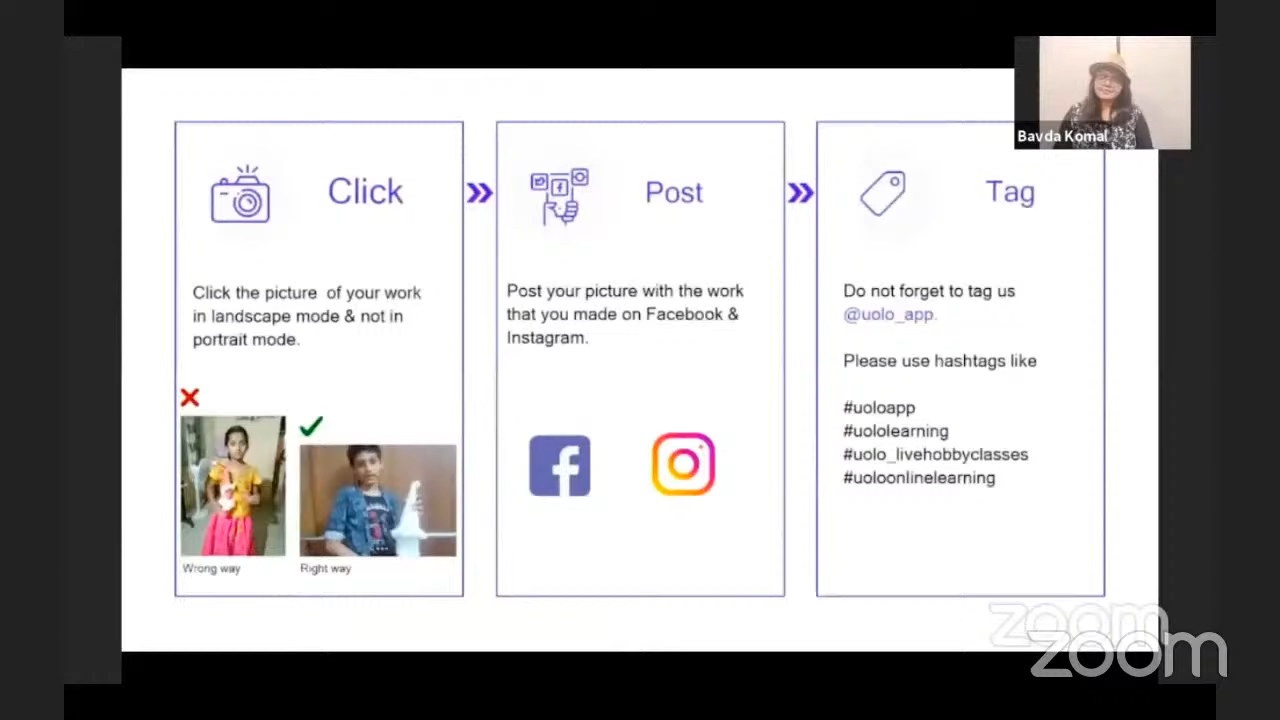 Bavda Komal
Click
Click the picture of your work
in landscape mode & not in
portrait mode.
Wrong way
Right way
Post
Post your picture with the work
that you made on Facebook &
Instagram.
Tag
Do not forget to tag us
@uolo_app.
Please use hashtags like
#uoloapp
#uololearning
#uolo_livehobbyclasses
#uoloonlinelearning
zoom
zoom